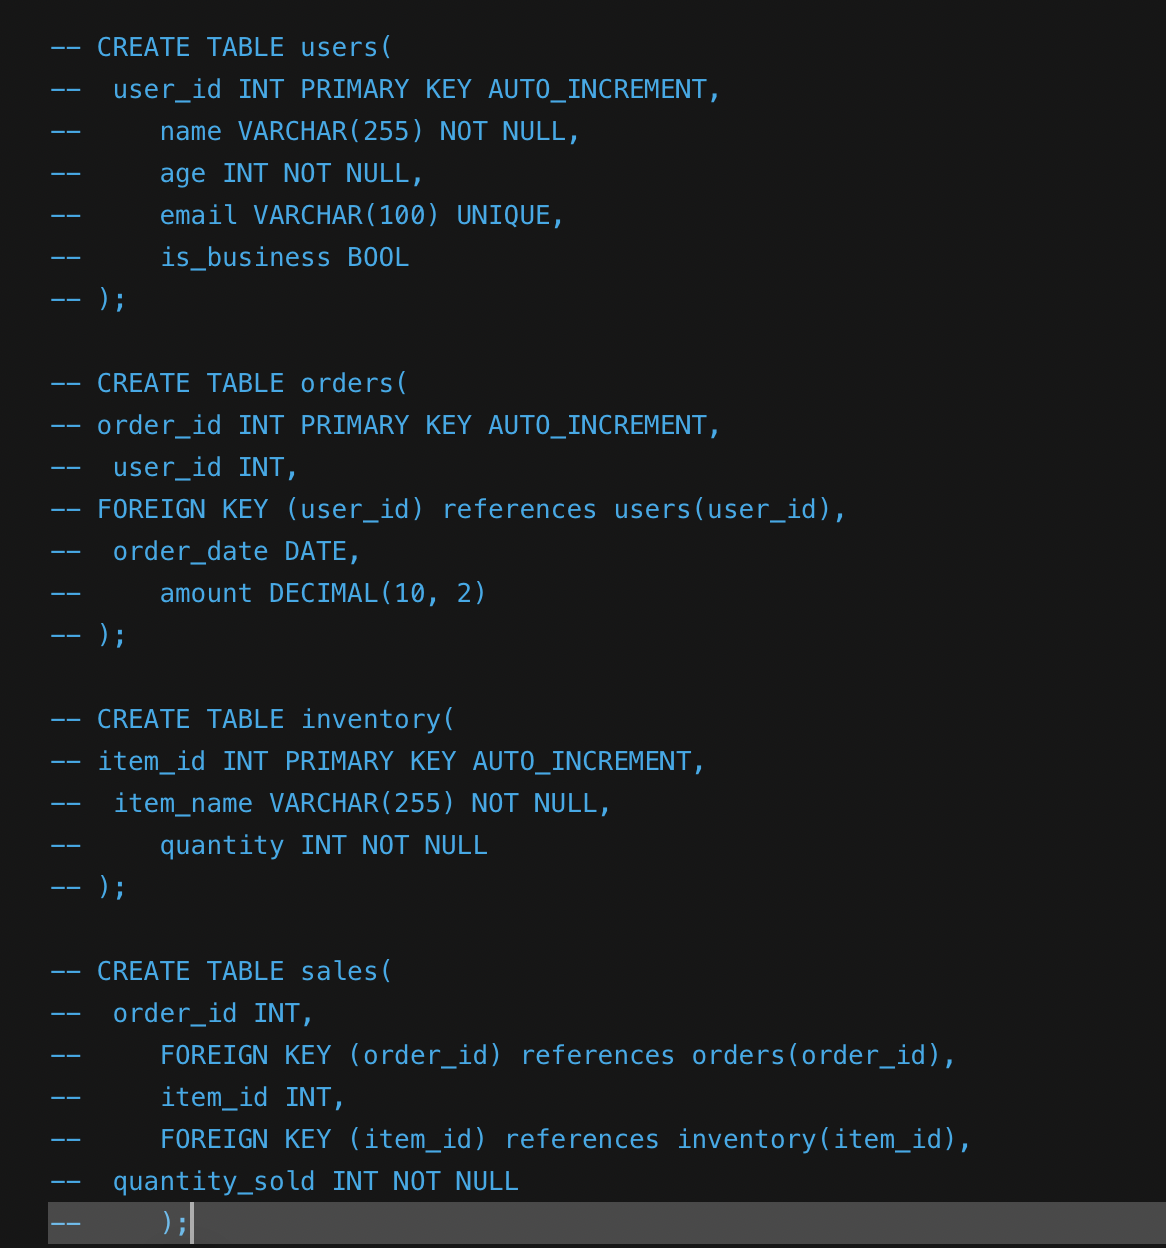 -- CREATE TABLE users(
--  user_id INT PRIMARY KEY AUTO_INCREMENT,
--     name VARCHAR(255) NOT NULL,
--     age INT NOT NULL,
--     email VARCHAR(100) UNIQUE,
--     is_business BOOL
-- );

-- CREATE TABLE orders(
-- order_id INT PRIMARY KEY AUTO_INCREMENT,
--  user_id INT,
-- FOREIGN KEY (user_id) references users(user_id),
--  order_date DATE,
--     amount DECIMAL(10, 2)
-- );

-- CREATE TABLE inventory(
-- item_id INT PRIMARY KEY AUTO_INCREMENT,
--  item_name VARCHAR(255) NOT NULL,
--     quantity INT NOT NULL
-- );

-- CREATE TABLE sales(
--  order_id INT,
--     FOREIGN KEY (order_id) references orders(order_id),
--     item_id INT,
--     FOREIGN KEY (item_id) references inventory(item_id),
--  quantity_sold INT NOT NULL
--     );